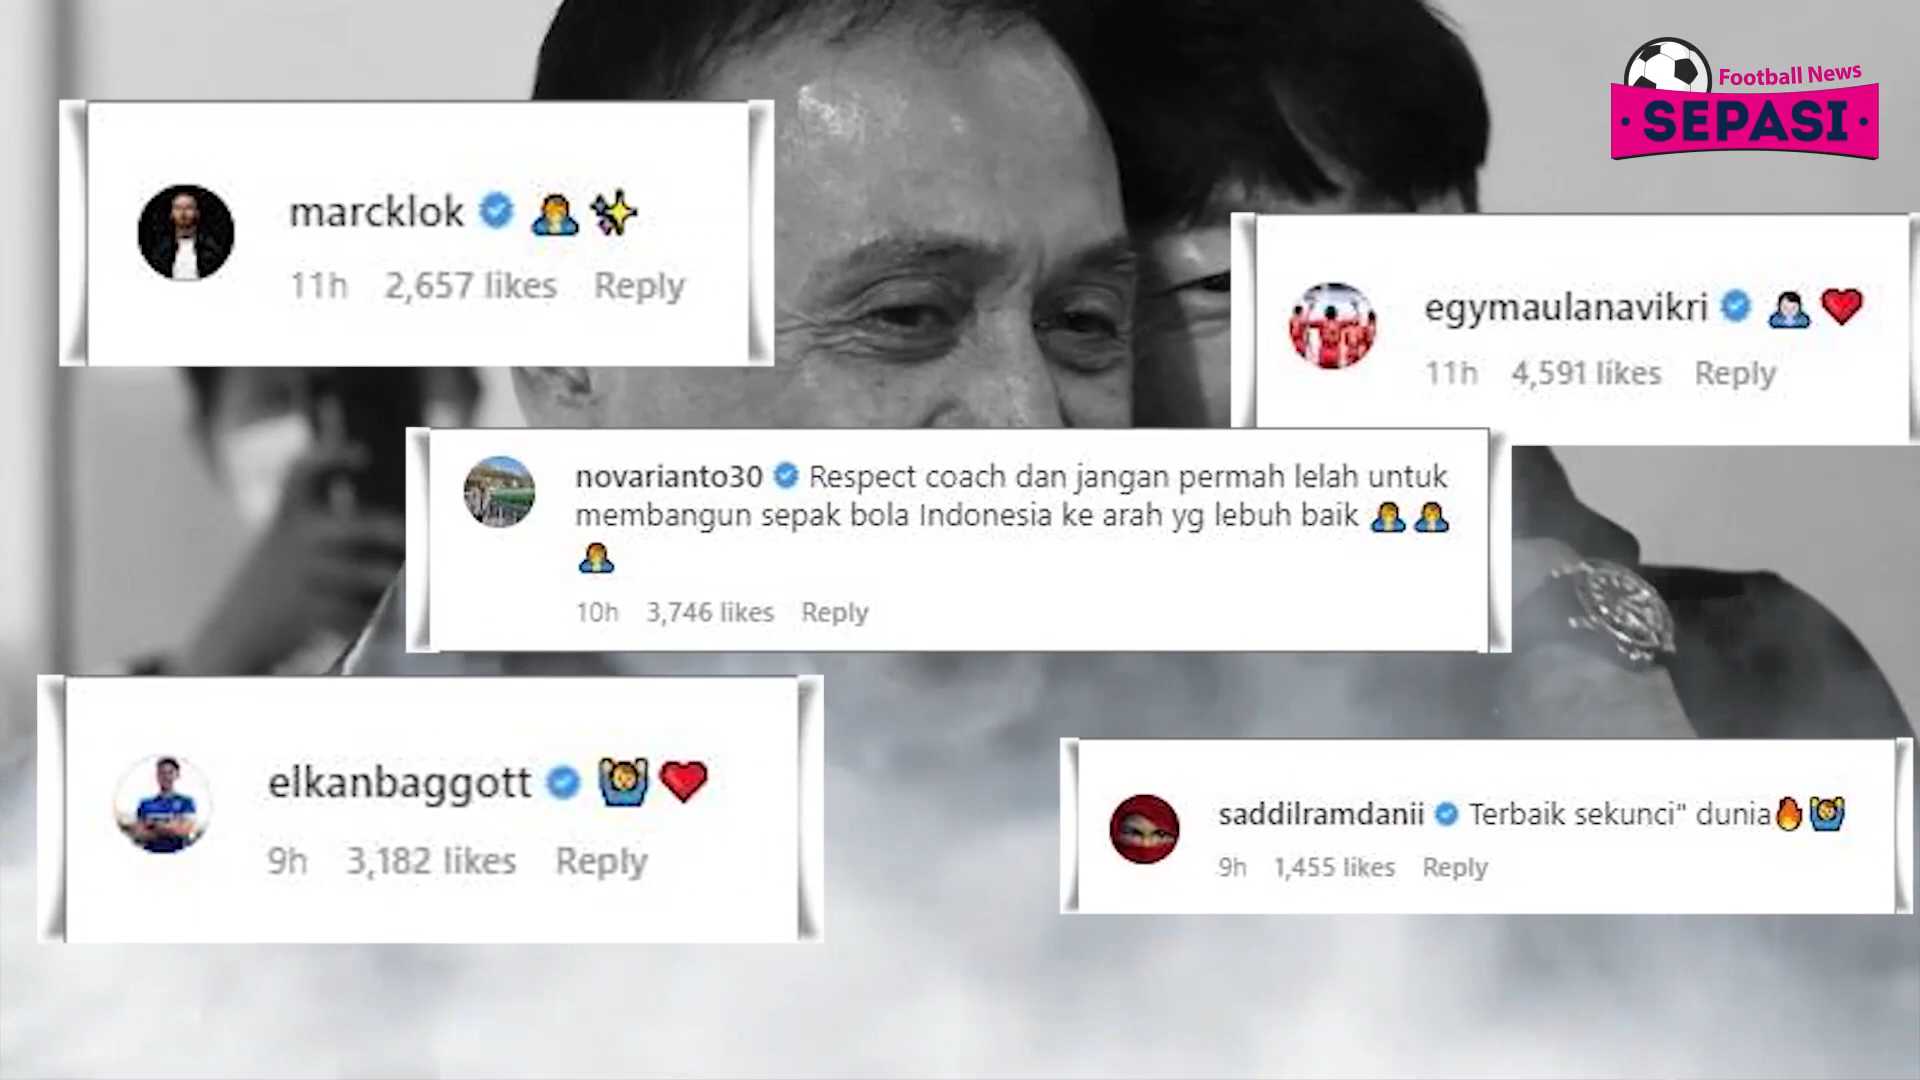 Football News
· SEPASI ·
marcklok 🙇‍♂️✨
11h 2,657 likes Reply
egymaulanavikri 🙇🏻‍♂️❤️
11h 4,591 likes Reply
novarianto30 Respect coach dan jangan permah lelah untuk
membangun sepak bola Indonesia ke arah yg lebuh baik 🙇‍♂️🙇‍♂️
🙇‍♂️
10h 3,746 likes Reply
elkanbaggott 🙆‍♂️❤️
9h 3,182 likes Reply
saddilramdanii Terbaik sekunci" dunia🔥🙆‍♂️
9h 1,455 likes Reply